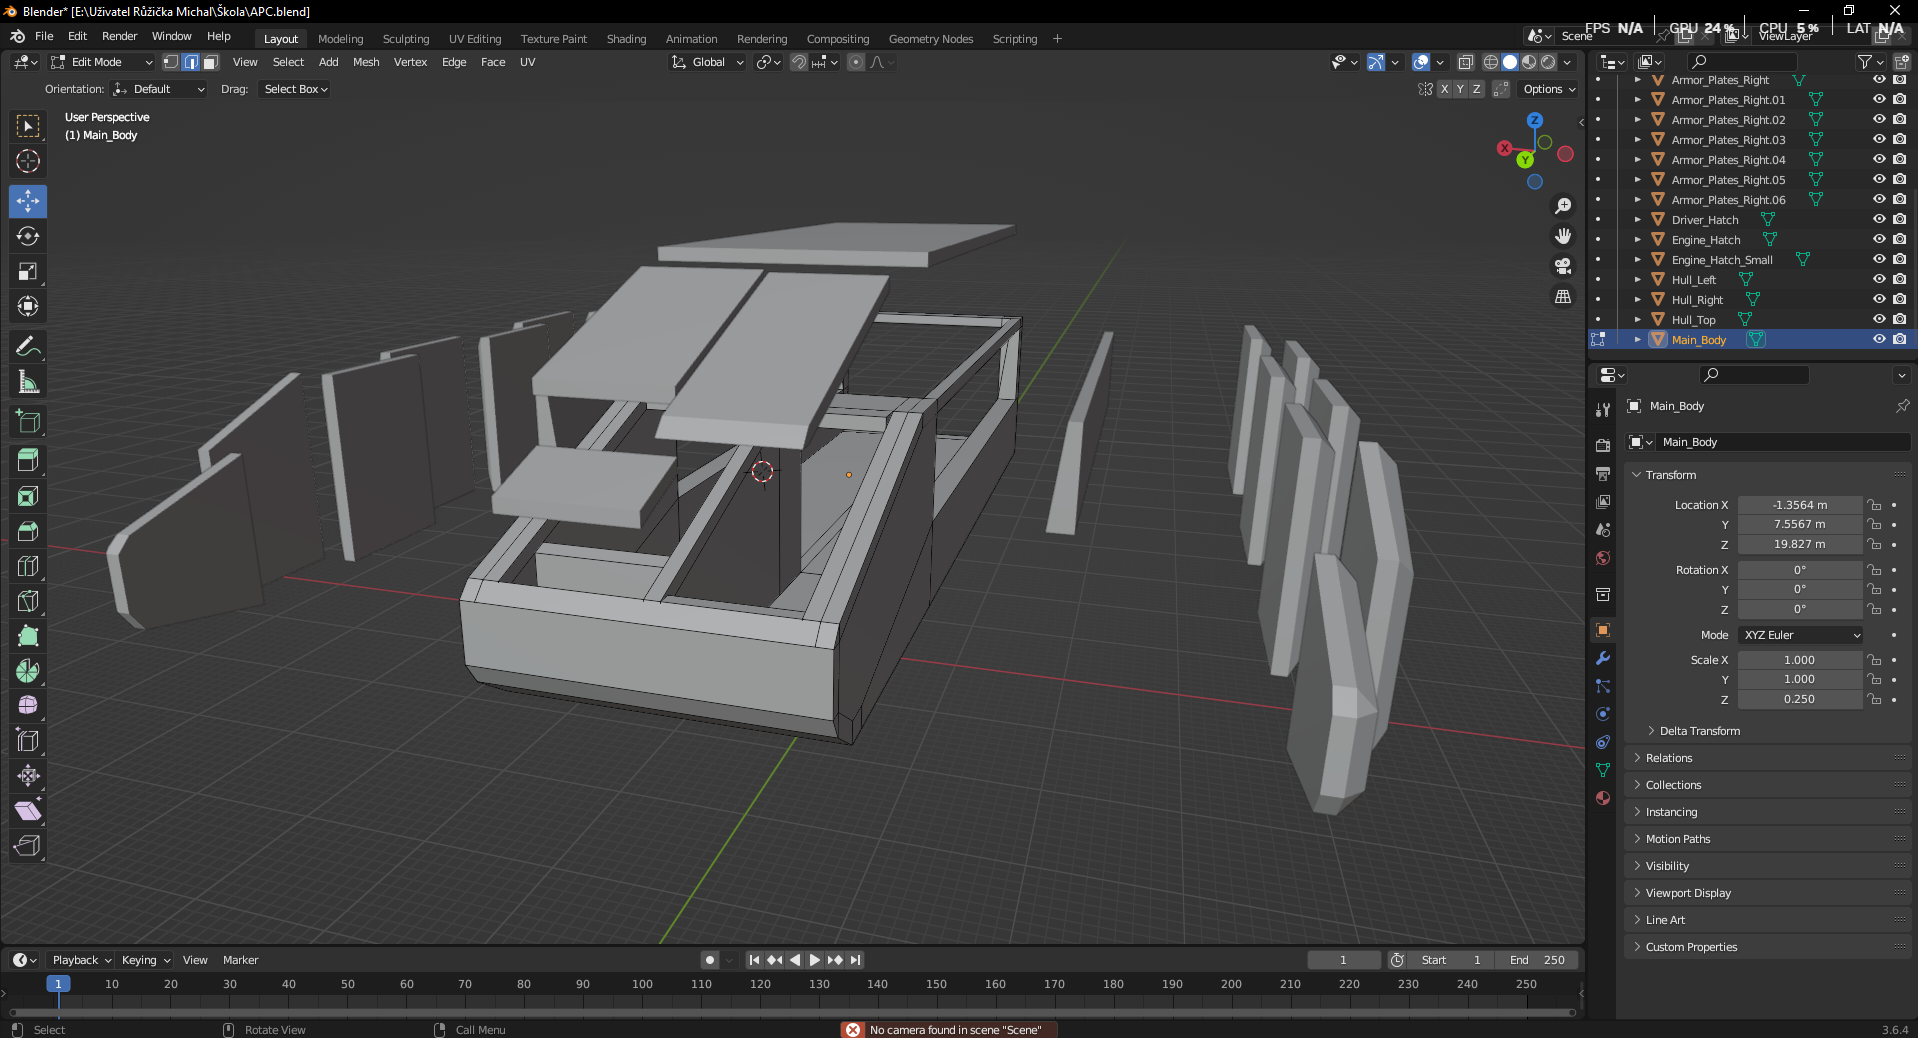 Blender* [E:\Uživatel Růžička Michal\Škola\APC.blend]
File Edit Render Window Help Layout Modeling Sculpting UV Editing Texture Paint Shading Animation Rendering Compositing Geometry Nodes Scripting + Scene ViewLayer
FPS N/A GPU 24 % CPU 5 % LAT N/A
Edit Mode View Select Add Mesh Vertex Edge Face UV Global
Orientation: Default Drag: Select Box X Y Z Options
User Perspective
(1) Main_Body
Z
X
Y
Armor_Plates_Right
Armor_Plates_Right.01
Armor_Plates_Right.02
Armor_Plates_Right.03
Armor_Plates_Right.04
Armor_Plates_Right.05
Armor_Plates_Right.06
Driver_Hatch
Engine_Hatch
Engine_Hatch_Small
Hull_Left
Hull_Right
Hull_Top
Main_Body
Main_Body
Main_Body
Transform
Location X -1.3564 m
Y 7.5567 m
Z 19.827 m
Rotation X 0°
Y 0°
Z 0°
Mode XYZ Euler
Scale X 1.000
Y 1.000
Z 0.250
Delta Transform
Relations
Collections
Instancing
Motion Paths
Visibility
Viewport Display
Line Art
Custom Properties
Playback Keying View Marker 1 Start 1 End 250
1 10 20 30 40 50 60 70 80 90 100 110 120 130 140 150 160 170 180 190 200 210 220 230 240 250
Select Rotate View Call Menu No camera found in scene "Scene" 3.6.4